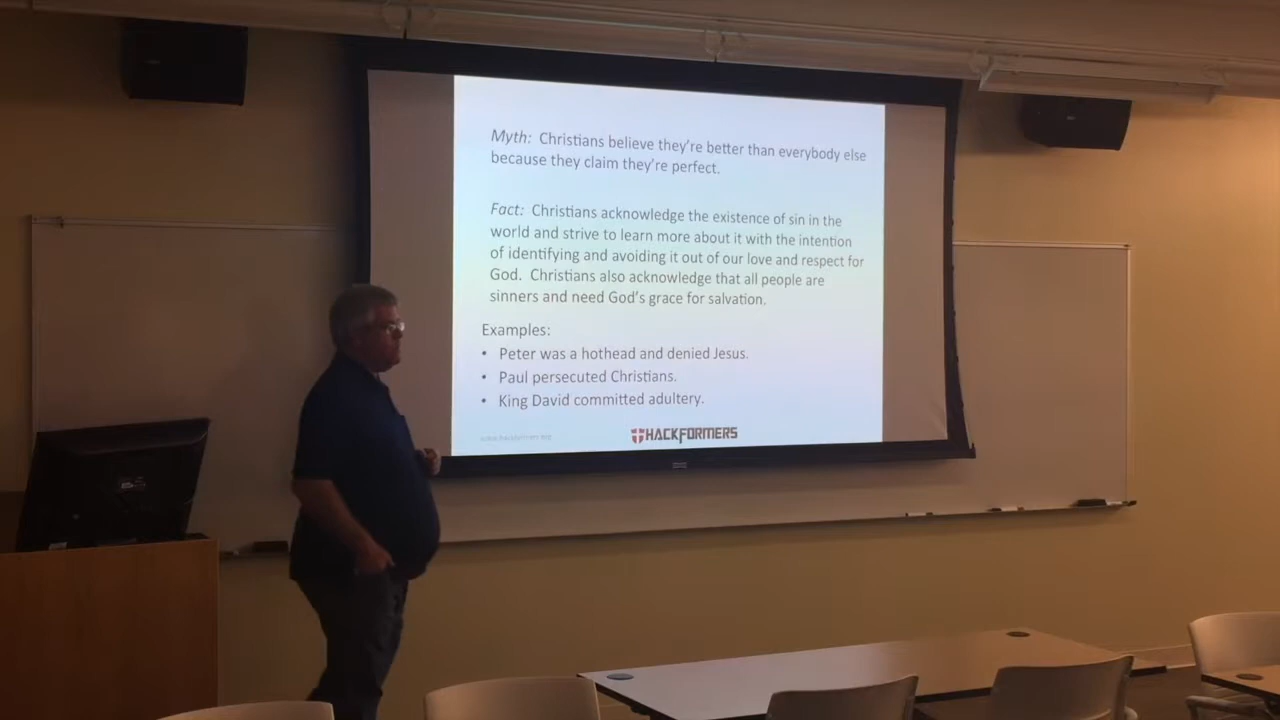 Myth: Christians believe they're better than everybody else
because they claim they're perfect.
Fact: Christians acknowledge the existence of sin in the
world and strive to learn more about it with the intention
of identifying and avoiding it out of our love and respect for
God. Christians also acknowledge that all people are
sinners and need God's grace for salvation.
Examples:
• Peter was a hothead and denied Jesus.
• Paul persecuted Christians.
• King David committed adultery.
www.hackformers.org
HACKFORMERS